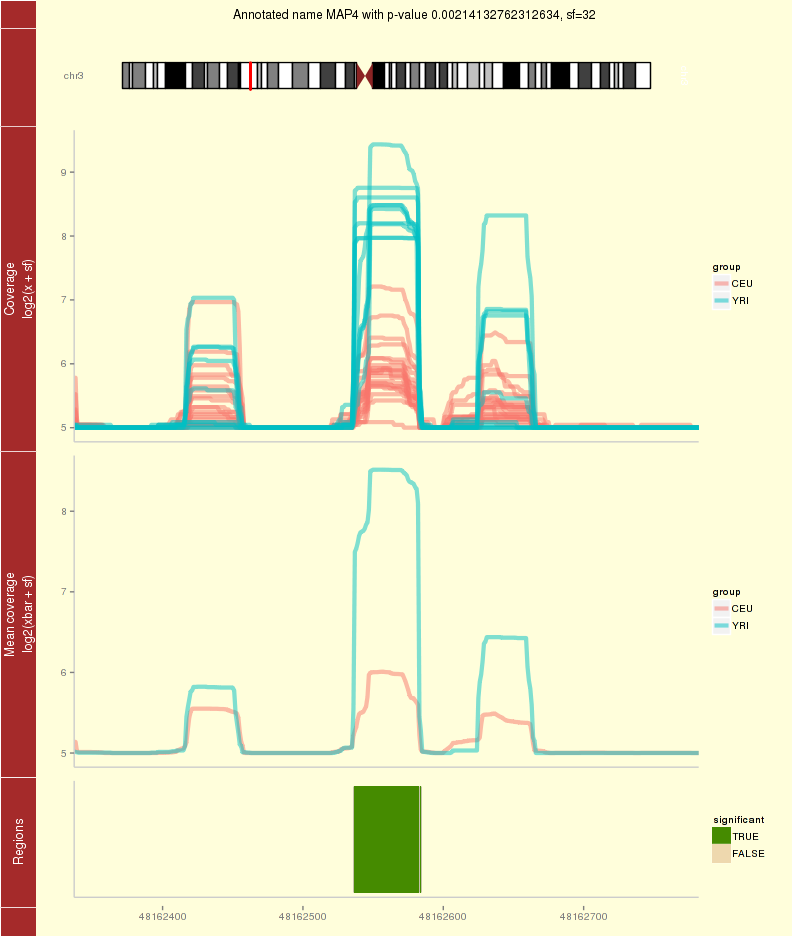 Annotated name MAP4 with p-value 0.00214132762312634, sf=32
chr3
Coverage
log2(x + sf)
9
8
7
6
5
group
CEU
YRI
Mean coverage
log2(xbar + sf)
8
7
6
5
group
CEU
YRI
Regions
significant
TRUE
FALSE
48162400 48162500 48162600 48162700